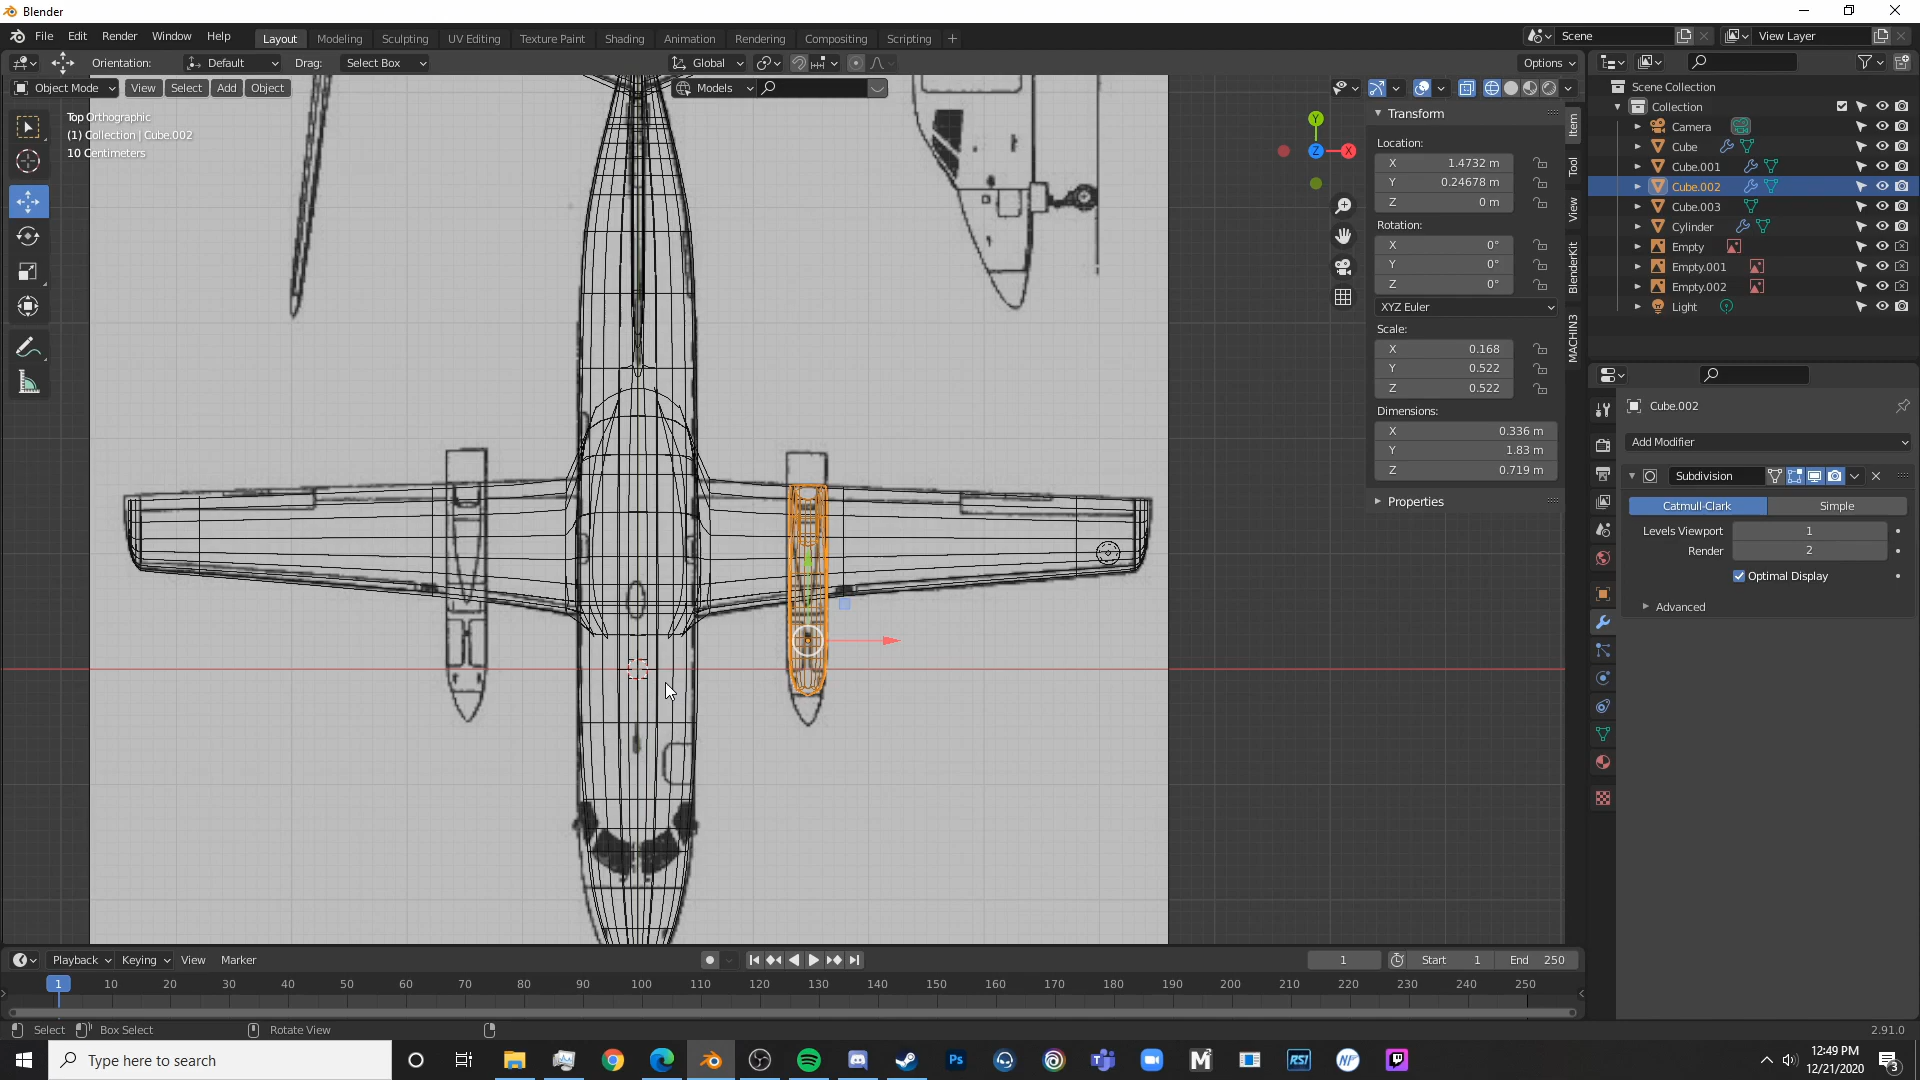 Blender
File Edit Render Window Help
Layout Modeling Sculpting UV Editing Texture Paint Shading Animation Rendering Compositing Scripting +
Scene
View Layer
Orientation: Default Drag: Select Box
Global
Options
Object Mode View Select Add Object
Models
Top Orthographic
(1) Collection | Cube.002
10 Centimeters
Y
X
Z
Transform
Location:
X 1.4732 m
Y 0.24678 m
Z 0 m
Rotation:
X 0°
Y 0°
Z 0°
XYZ Euler
Scale:
X 0.168
Y 0.522
Z 0.522
Dimensions:
X 0.336 m
Y 1.83 m
Z 0.719 m
Properties
Item
Tool
View
BlenderKit
MACHIN3
Scene Collection
Collection
Camera
Cube
Cube.001
Cube.002
Cube.003
Cylinder
Empty
Empty.001
Empty.002
Light
Cube.002
Add Modifier
Subdivision
Catmull-Clark Simple
Levels Viewport 1
Render 2
Optimal Display
Advanced
Playback Keying View Marker
1 Start 1 End 250
1 10 20 30 40 50 60 70 80 90 100 110 120 130 140 150 160 170 180 190 200 210 220 230 240 250
Select Box Select Rotate View
2.91.0
Type here to search
Ps
M
RSI
NP
12:49 PM
12/21/2020
3